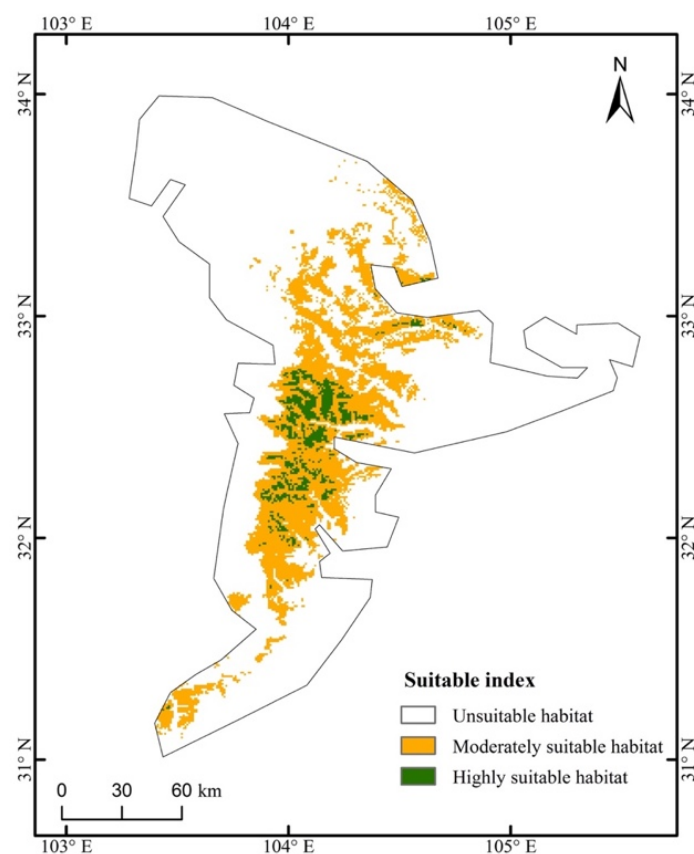 103° E 104° E 105° E
N
34° N 34° N
33° N 33° N
32° N 32° N
31° N 31° N
Suitable index
Unsuitable habitat
Moderately suitable habitat
Highly suitable habitat
0 30 60 km
103° E 104° E 105° E